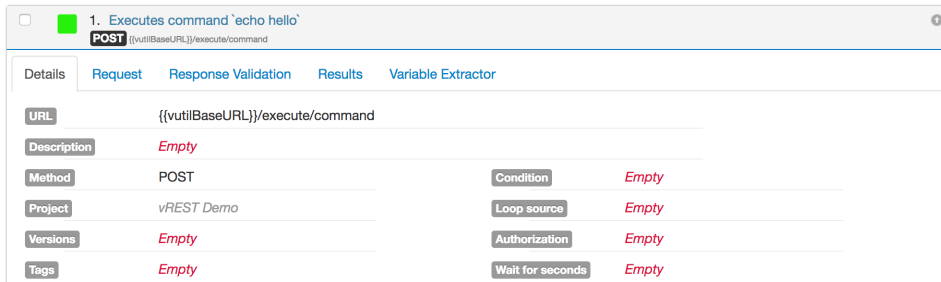 1. Executes command `echo hello`
POST {{vutilBaseURL}}/execute/command
Details Request Response Validation Results Variable Extractor
URL {{vutilBaseURL}}/execute/command
Description Empty
Method POST Condition Empty
Project vREST Demo Loop source Empty
Versions Empty Authorization Empty
Tags Empty Wait for seconds Empty